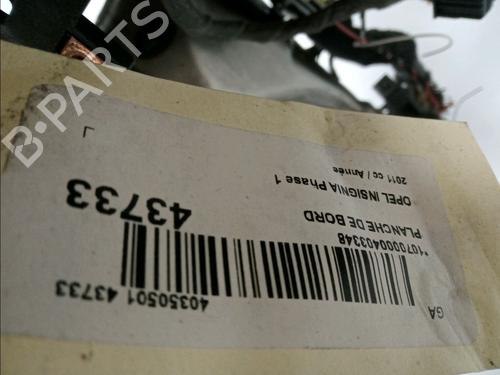 B-PARTS
GA
*1070000403348
PLANCHE DE BORD
OPEL INSIGNIA Phase 1
2011 cc / Année
43733
40350501 43733
L